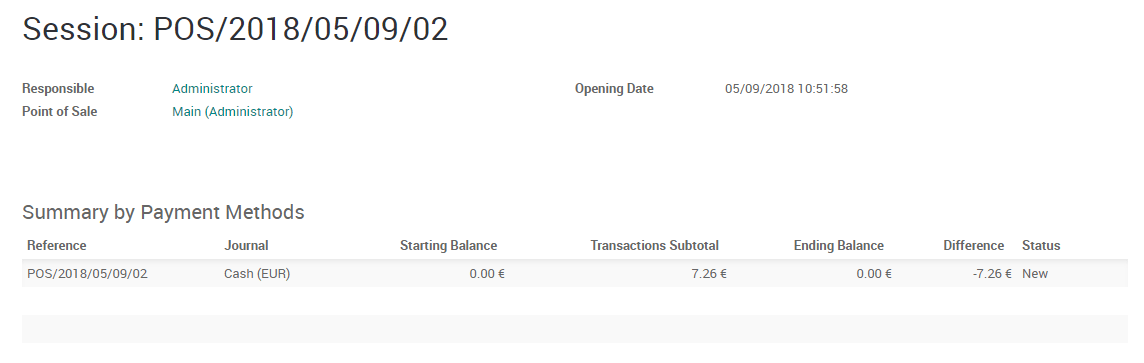 Session: POS/2018/05/09/02
Responsible Administrator Opening Date 05/09/2018 10:51:58
Point of Sale Main (Administrator)
Summary by Payment Methods
Reference Journal Starting Balance Transactions Subtotal Ending Balance Difference Status
POS/2018/05/09/02 Cash (EUR) 0.00 € 7.26 € 0.00 € -7.26 € New